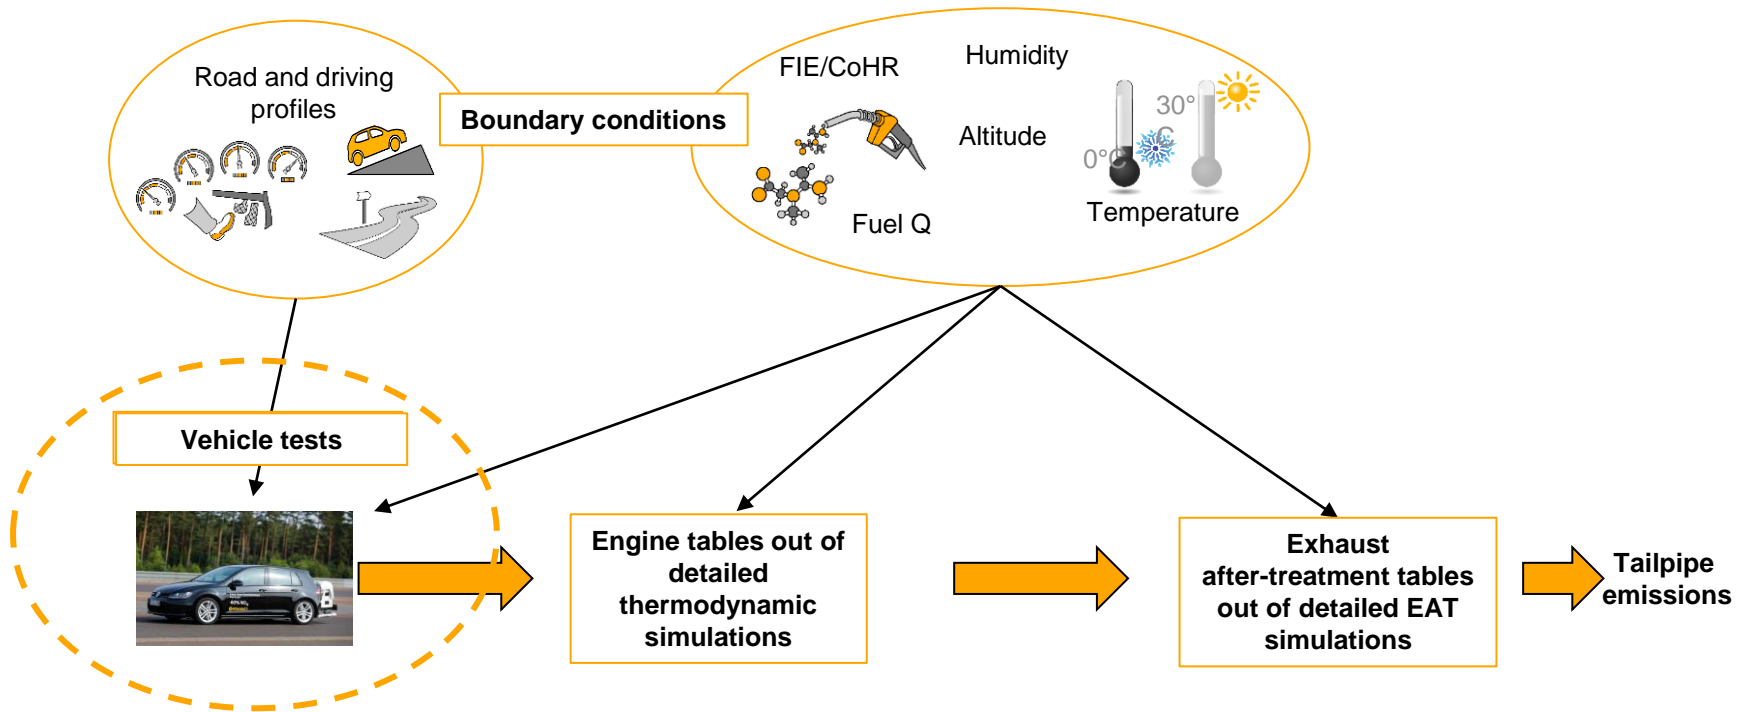 Road and driving
profiles
Boundary conditions
FIE/CoHR
Humidity
Altitude
30°
C
0°C
Fuel Q
Temperature
Vehicle tests
Engine tables out of
detailed
thermodynamic
simulations
Exhaust
after-treatment tables
out of detailed EAT
simulations
Tailpipe
emissions